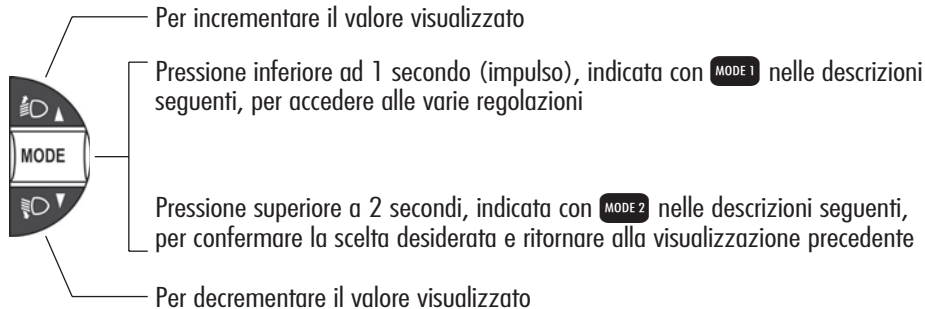 Per incrementare il valore visualizzato
Pressione inferiore ad 1 secondo (impulso), indicata con MODE 1 nelle descrizioni
seguenti, per accedere alle varie regolazioni
MODE
Pressione superiore a 2 secondi, indicata con MODE 2 nelle descrizioni seguenti,
per confermare la scelta desiderata e ritornare alla visualizzazione precedente
Per decrementare il valore visualizzato